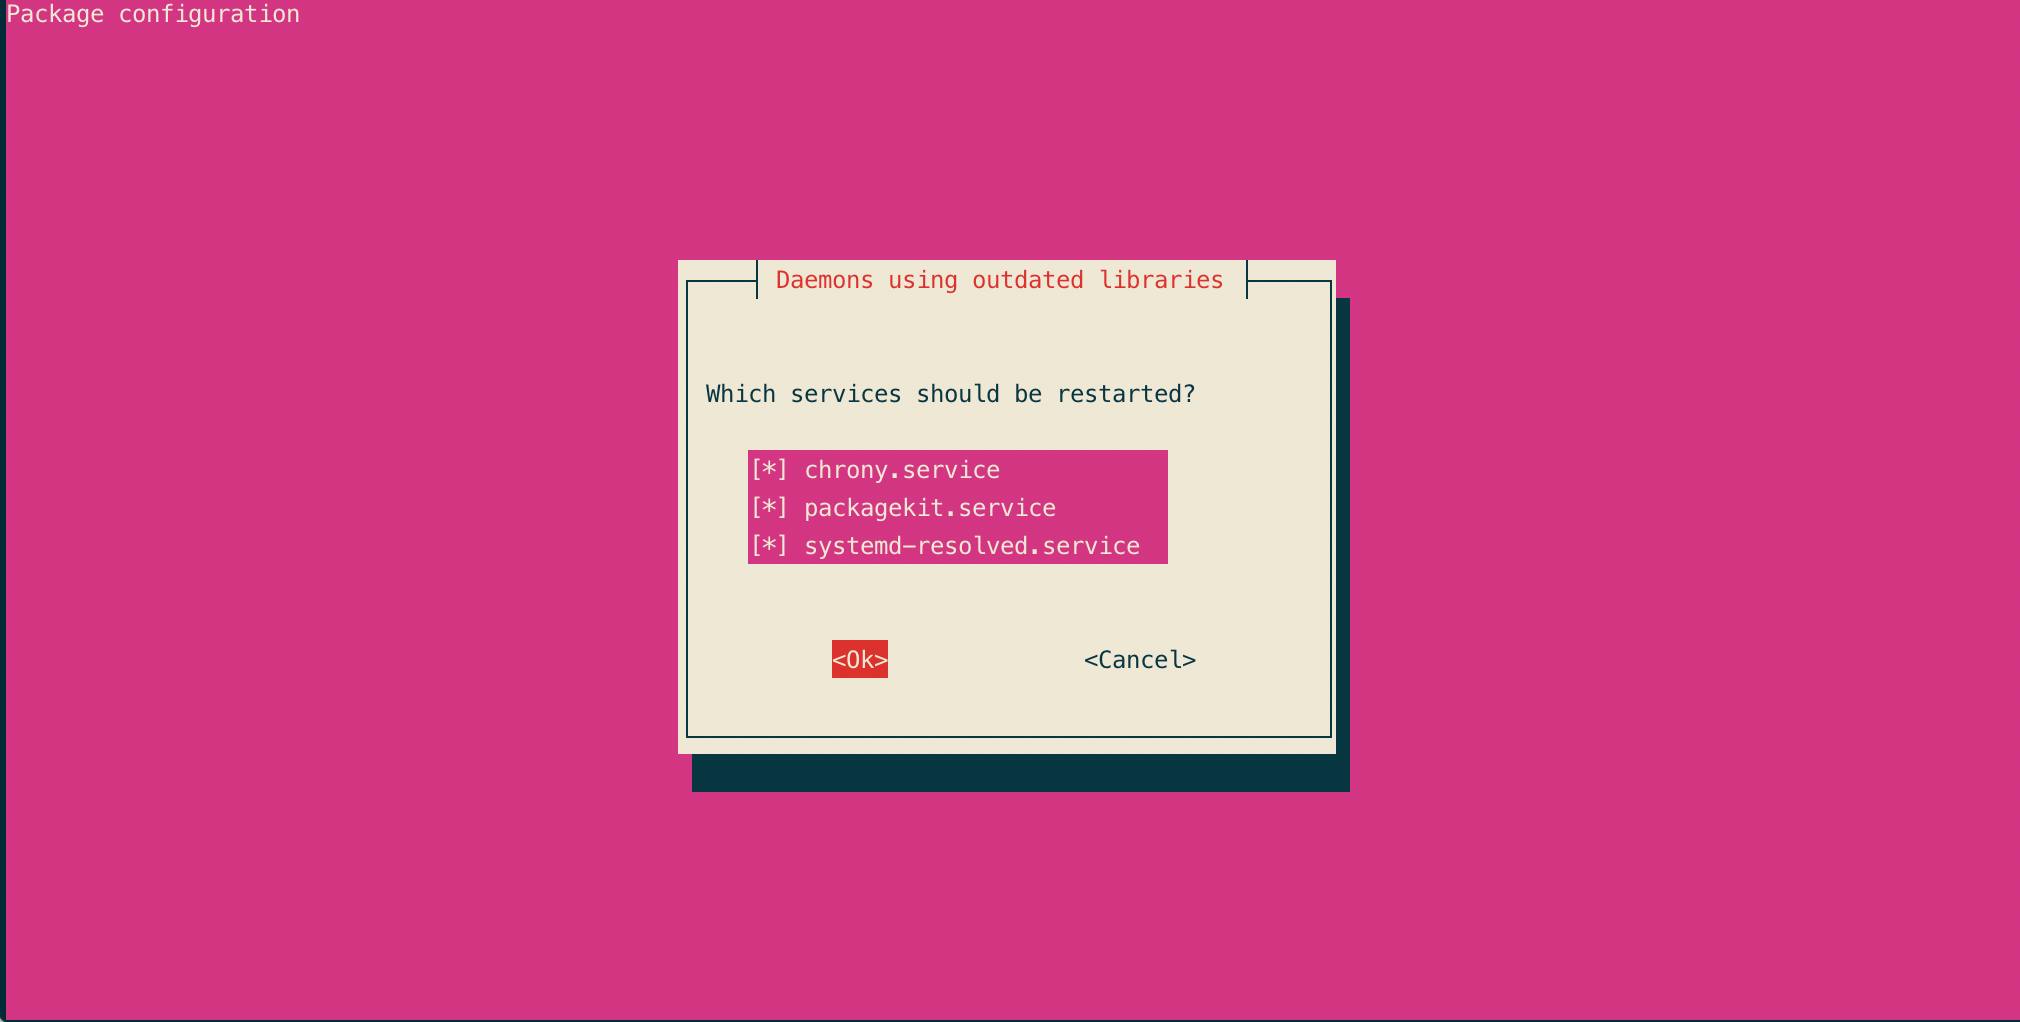 Package configuration
Daemons using outdated libraries
Which services should be restarted?
[*] chrony.service
[*] packagekit.service
[*] systemd-resolved.service
<Ok> <Cancel>